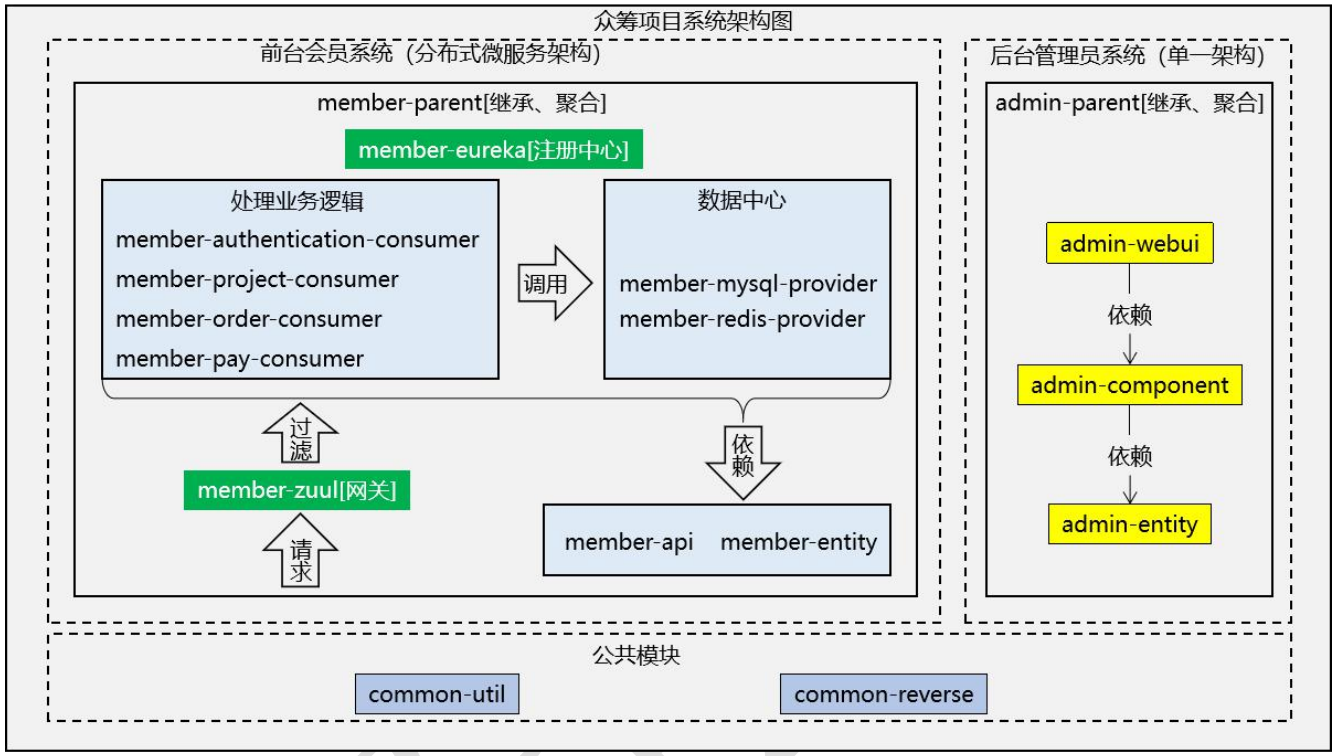 众筹项目系统架构图
前台会员系统（分布式微服务架构）
member-parent[继承、聚合]
member-eureka[注册中心]
处理业务逻辑
member-authentication-consumer
member-project-consumer
member-order-consumer
member-pay-consumer
调用
数据中心
member-mysql-provider
member-redis-provider
过滤
member-zuul[网关]
请求
依赖
member-api member-entity
后台管理员系统（单一架构）
admin-parent[继承、聚合]
admin-webui
依赖
admin-component
依赖
admin-entity
公共模块
common-util
common-reverse